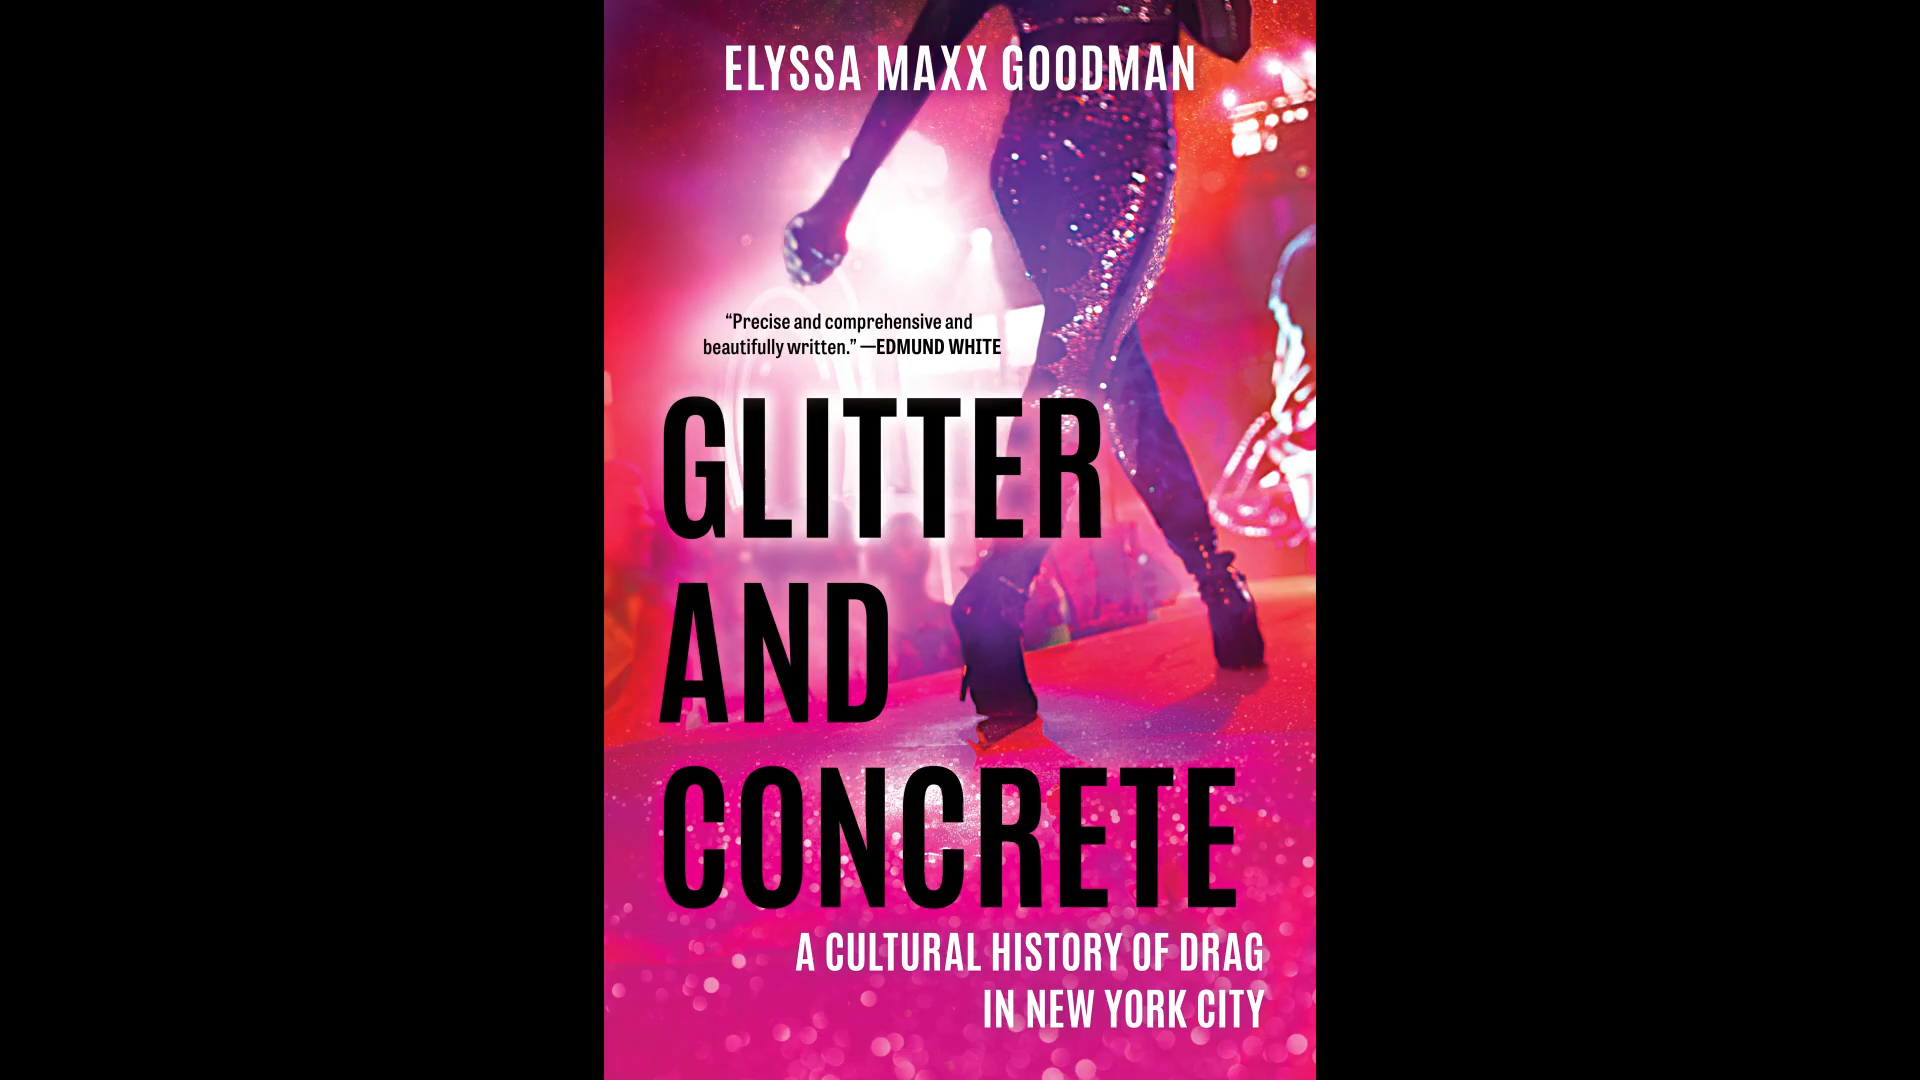 ELYSSA MAXX GOODMAN
“Precise and comprehensive and
beautifully written.” —EDMUND WHITE
GLITTER
AND
CONCRETE
A CULTURAL HISTORY OF DRAG
IN NEW YORK CITY